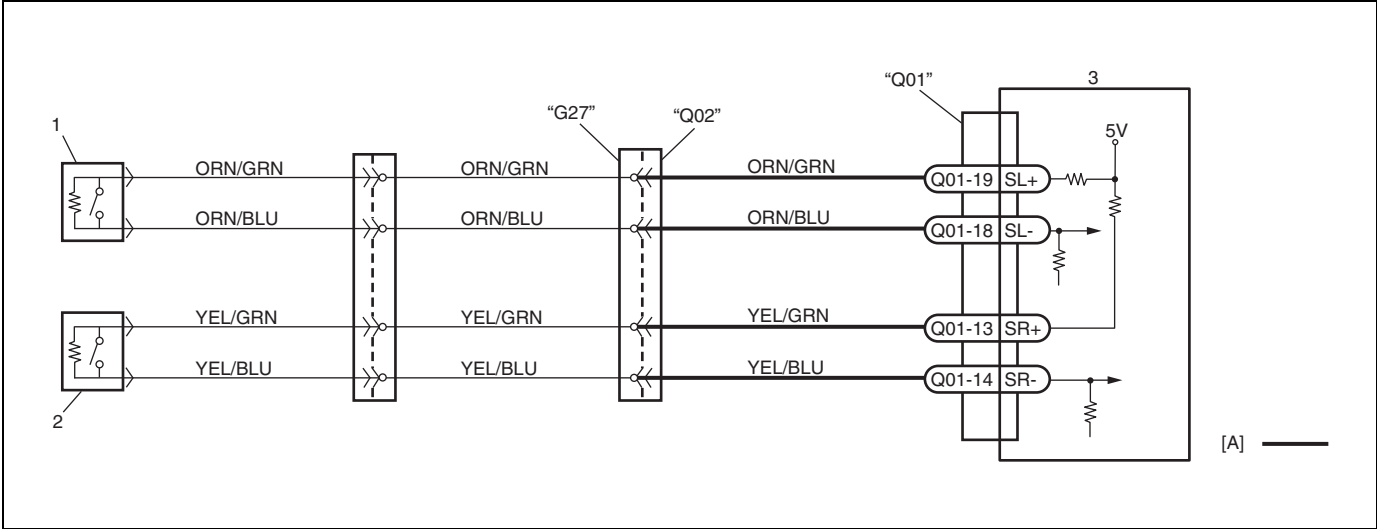 3
“Q01”
5V
“G27”
“Q02”
1
ORN/GRN ORN/GRN ORN/GRN Q01-19 SL+
ORN/BLU ORN/BLU ORN/BLU Q01-18 SL-
YEL/GRN YEL/GRN YEL/GRN Q01-13 SR+
YEL/BLU YEL/BLU YEL/BLU Q01-14 SR-
2
[A]